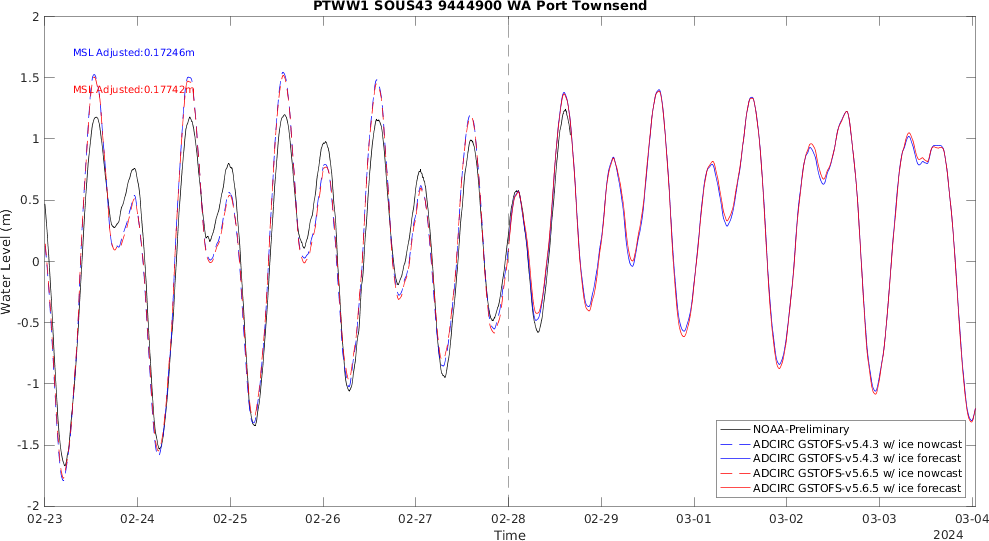 PTWW1 SOUS43 9444900 WA Port Townsend
MSL Adjusted:0.17246m
MSL Adjusted:0.17742m
Water Level (m)
2
1.5
1
0.5
0
-0.5
-1
-1.5
-2
NOAA-Preliminary
ADCIRC GSTOFS-v5.4.3 w/ ice nowcast
ADCIRC GSTOFS-v5.4.3 w/ ice forecast
ADCIRC GSTOFS-v5.6.5 w/ ice nowcast
ADCIRC GSTOFS-v5.6.5 w/ ice forecast
02-23 02-24 02-25 02-26 02-27 02-28 02-29 03-01 03-02 03-03 03-04
Time
2024